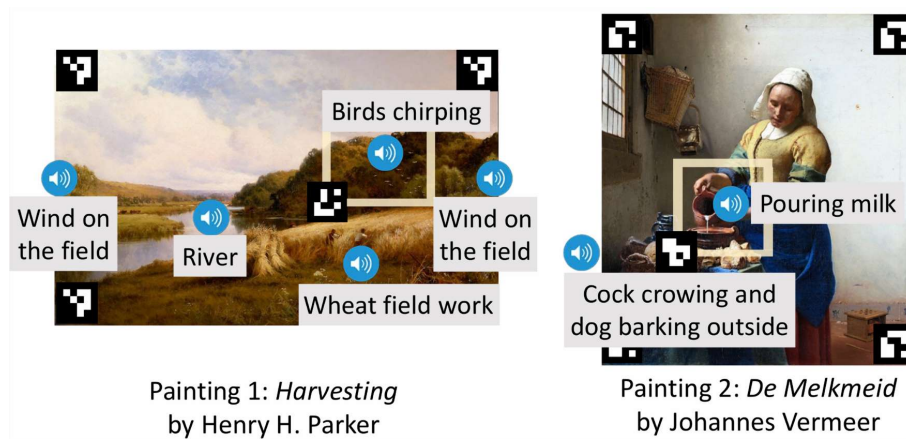 Birds chirping
Wind on
the field
River
Wind on
the field
Wheat field work
Pouring milk
Cock crowing and
dog barking outside
Painting 1: Harvesting
by Henry H. Parker
Painting 2: De Melkmeid
by Johannes Vermeer